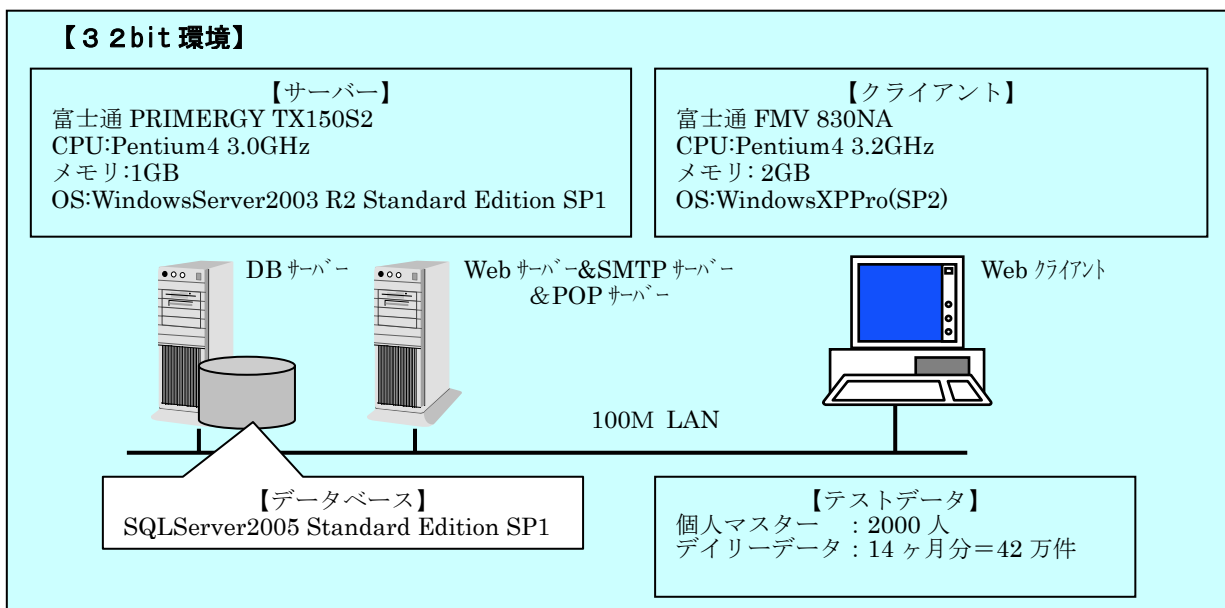 【３２bit 環境】
【サーバー】
富士通 PRIMERGY TX150S2
CPU:Pentium4 3.0GHz
メモリ:1GB
OS:WindowsServer2003 R2 Standard Edition SP1
【クライアント】
富士通 FMV 830NA
CPU:Pentium4 3.2GHz
メモリ: 2GB
OS:WindowsXPPro(SP2)
DB ｻｰﾊﾞｰ
Web ｻｰﾊﾞｰ&SMTP ｻｰﾊﾞｰ
＆POP ｻｰﾊﾞｰ
Web ｸﾗｲｱﾝﾄ
100M LAN
【データベース】
SQLServer2005 Standard Edition SP1
【テストデータ】
個人マスター　：2000 人
デイリーデータ：14 ヶ月分＝42 万件